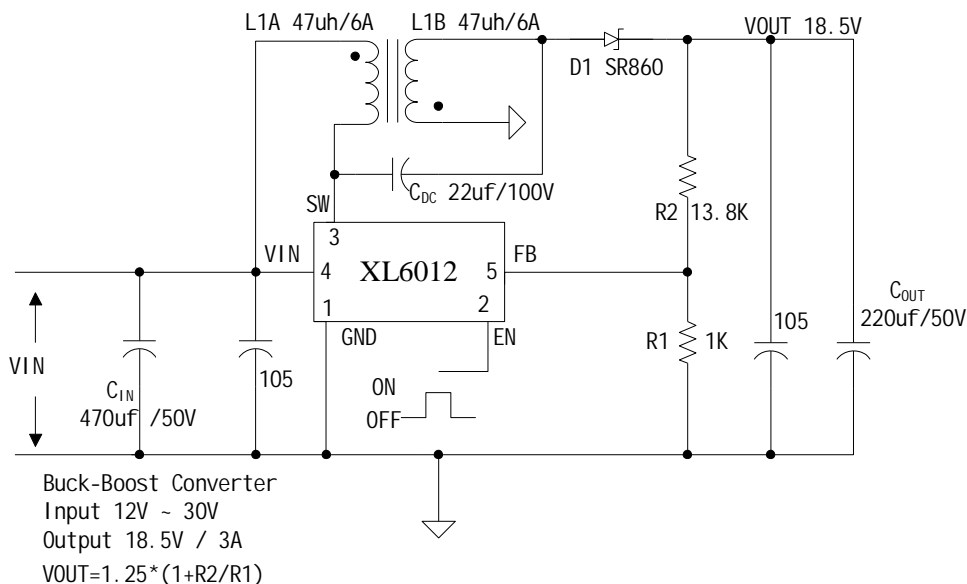 L1A 47uh/6A
L1B 47uh/6A
VOUT 18.5V
D1 SR860
CDC 22uf/100V
SW
R2 13.8K
3
VIN
FB
4
XL6012
5
1
2
GND
EN
COUT
220uf/50V
105
R1 1K
VIN
105
CIN
470uf /50V
ON
OFF
Buck-Boost Converter
Input 12V ~ 30V
Output 18.5V / 3A
VOUT=1.25*(1+R2/R1)